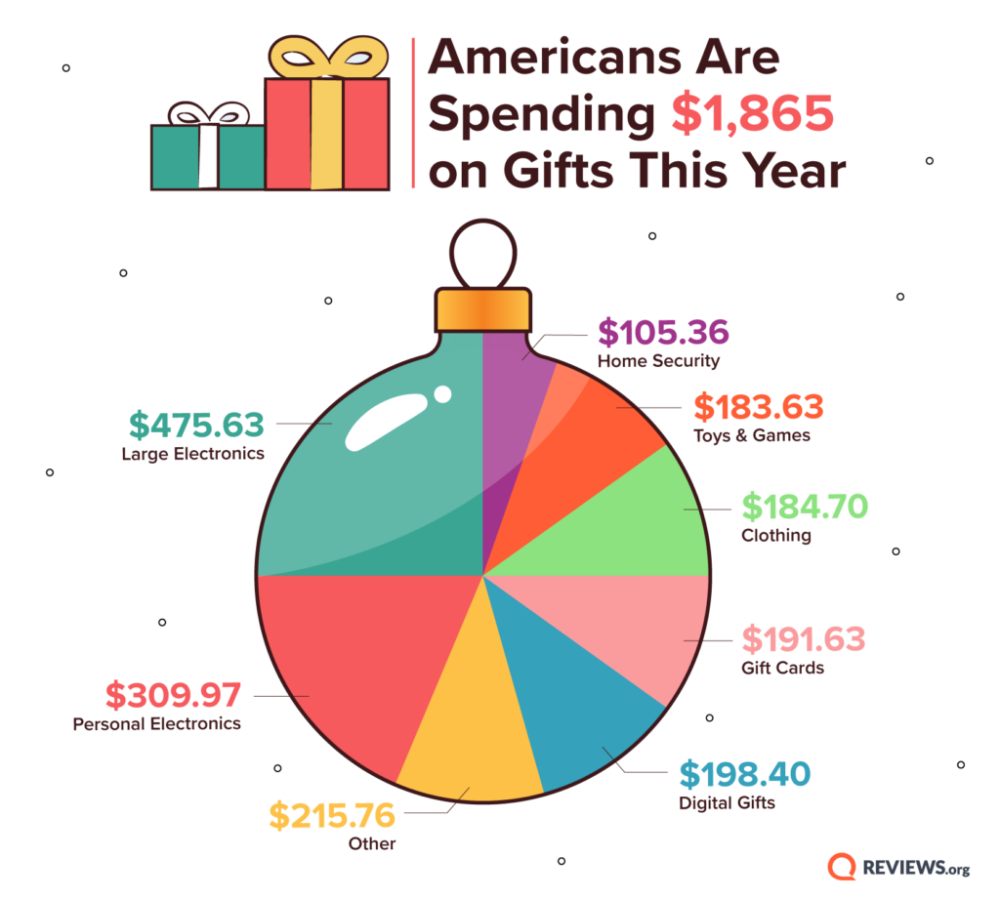 Americans Are
Spending $1,865
on Gifts This Year
$105.36
Home Security
$183.63
Toys & Games
$184.70
Clothing
$191.63
Gift Cards
$198.40
Digital Gifts
$215.76
Other
$309.97
Personal Electronics
$475.63
Large Electronics
REVIEWS.org